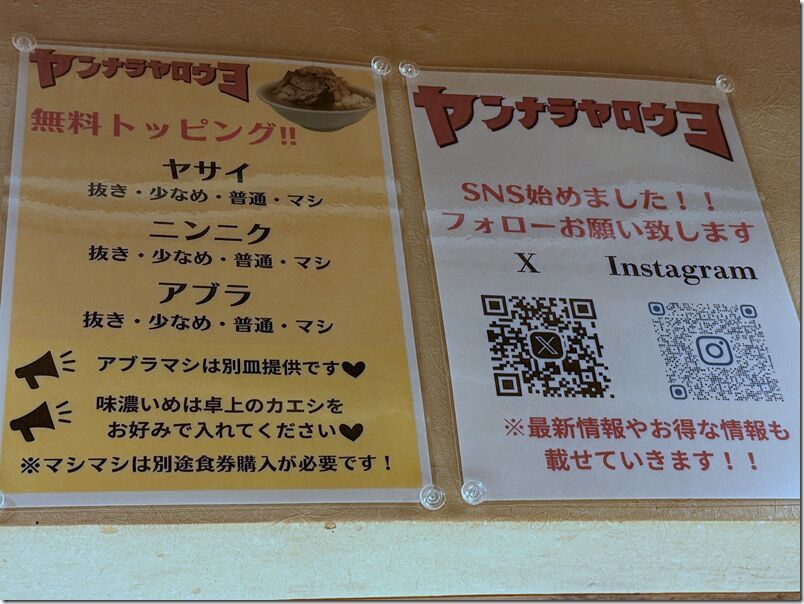 ヤンナラヤロウヨ
無料トッピング!!
ヤサイ
抜き・少なめ・普通・マシ
ニンニク
抜き・少なめ・普通・マシ
アブラ
抜き・少なめ・普通・マシ
アブラマシは別皿提供です♥
味濃いめは卓上のカエシを
お好みで入れてください♥
※マシマシは別途食券購入が必要です！
ヤンナラヤロウヨ
SNS始めました！！
フォローお願い致します
X Instagram
※最新情報やお得な情報も
載せていきます！！